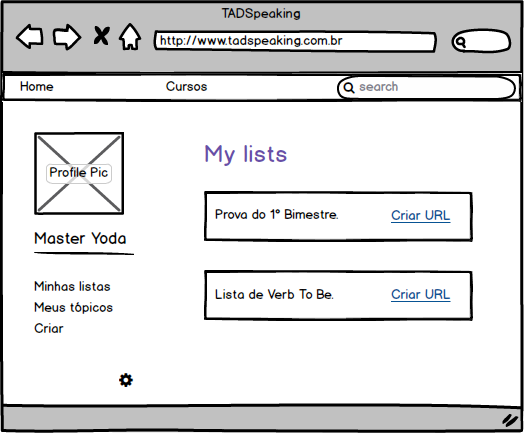 TADSpeaking
http://www.tadspeaking.com.br
Home
Cursos
search
Profile Pic
Master Yoda
Minhas listas
Meus tópicos
Criar
My lists
Prova do 1° Bimestre.
Criar URL
Lista de Verb To Be.
Criar URL